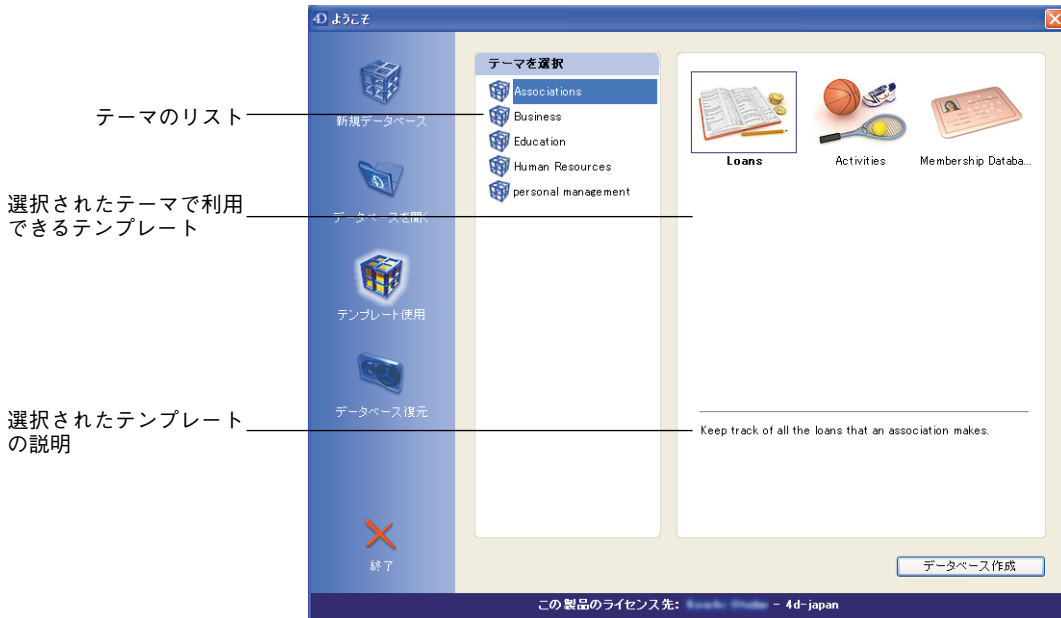 4D ようこそ
テーマのリスト
選択されたテーマで利用
できるテンプレート
選択されたテンプレート
の説明
新規データベース
データベースを開く
テンプレート使用
データベース復元
終了
テーマを選択
Associations
Business
Education
Human Resources
personal management
Loans
Activities
Membership Databa...
Keep track of all the loans that an association makes.
データベース作成
この製品のライセンス先: - 4d-japan